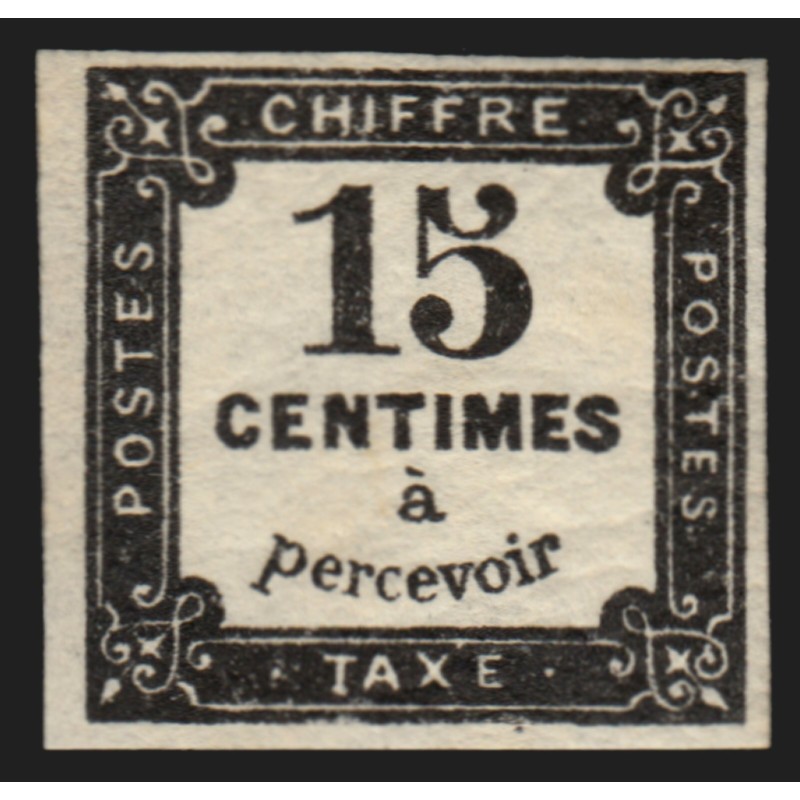 CHIFFRE
POSTES
15
CENTIMES
à
percevoir
POSTES
TAXE